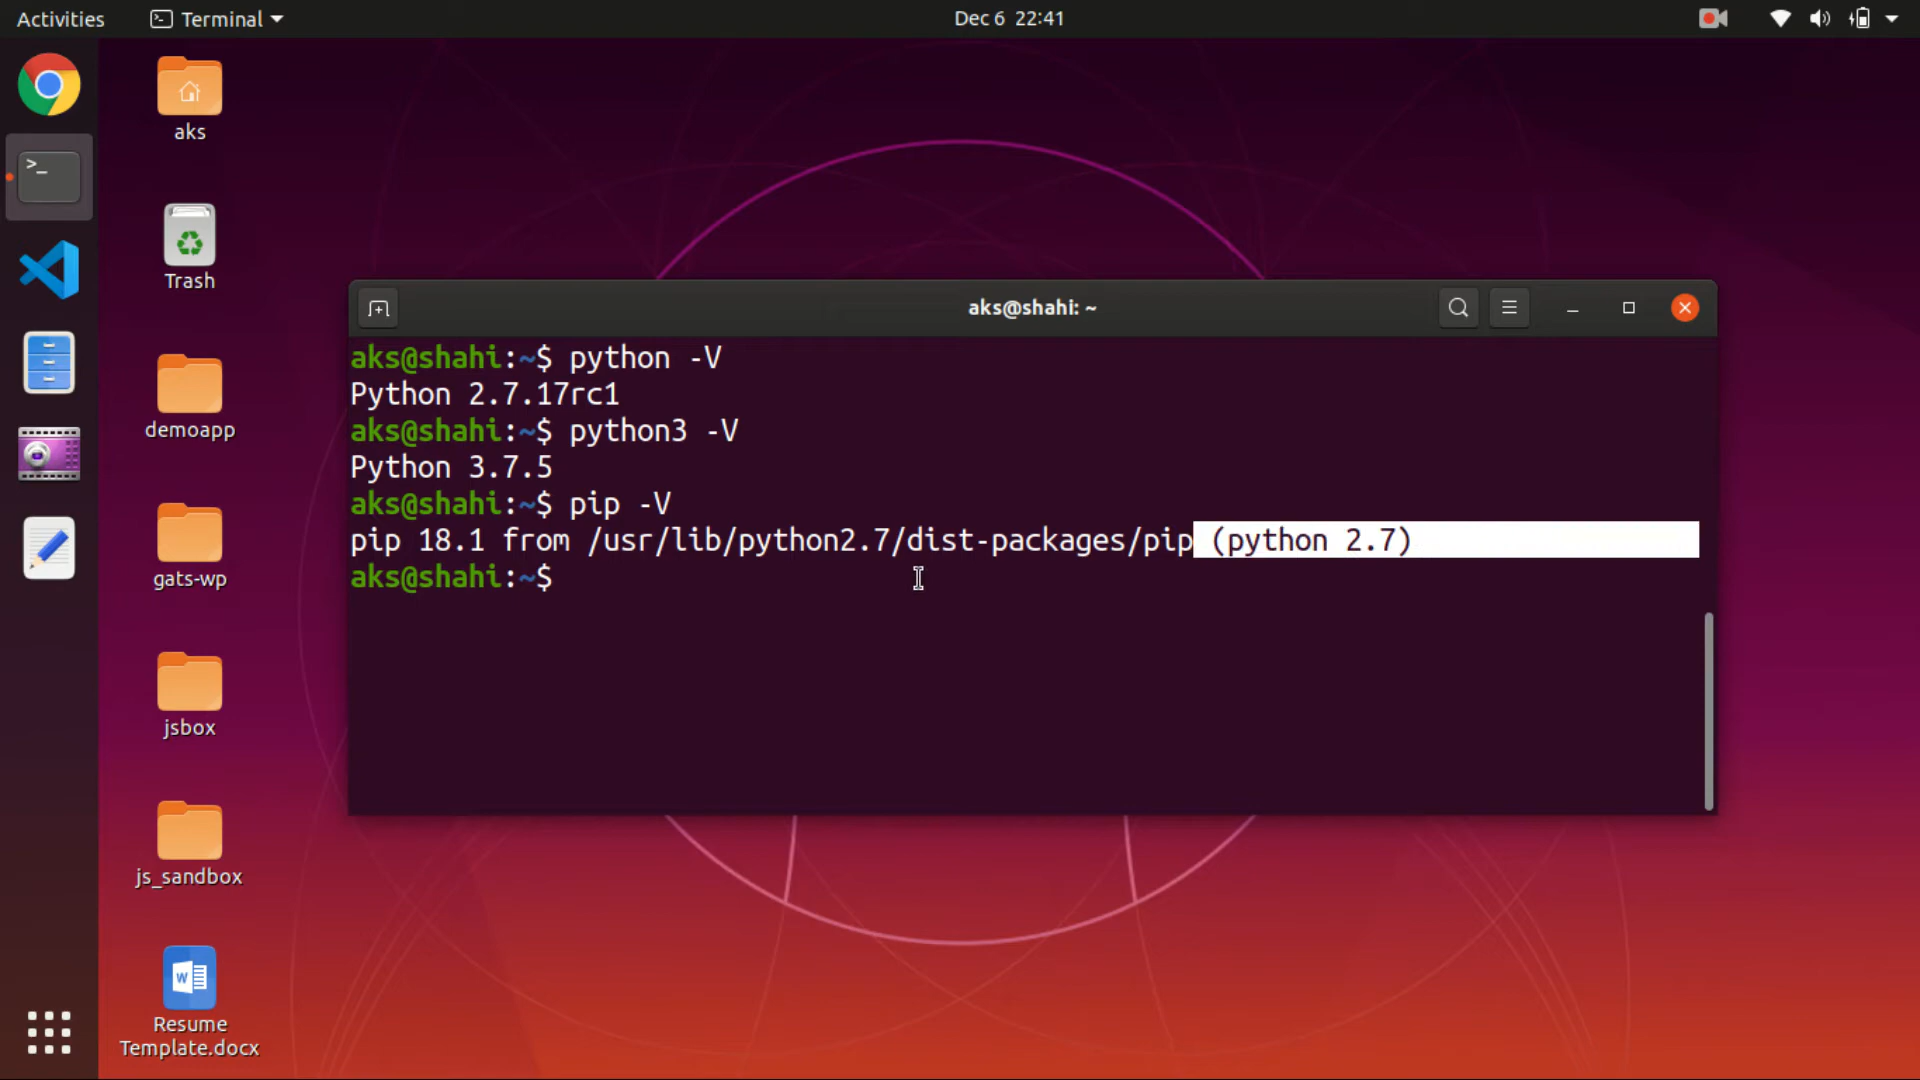 Activities Terminal Dec 6 22:41
aks
Trash
demoapp
gats-wp
jsbox
js_sandbox
W
Resume
Template.docx
>_
aks@shahi: ~
aks@shahi:~$ python -V
Python 2.7.17rc1
aks@shahi:~$ python3 -V
Python 3.7.5
aks@shahi:~$ pip -V
pip 18.1 from /usr/lib/python2.7/dist-packages/pip (python 2.7)
aks@shahi:~$